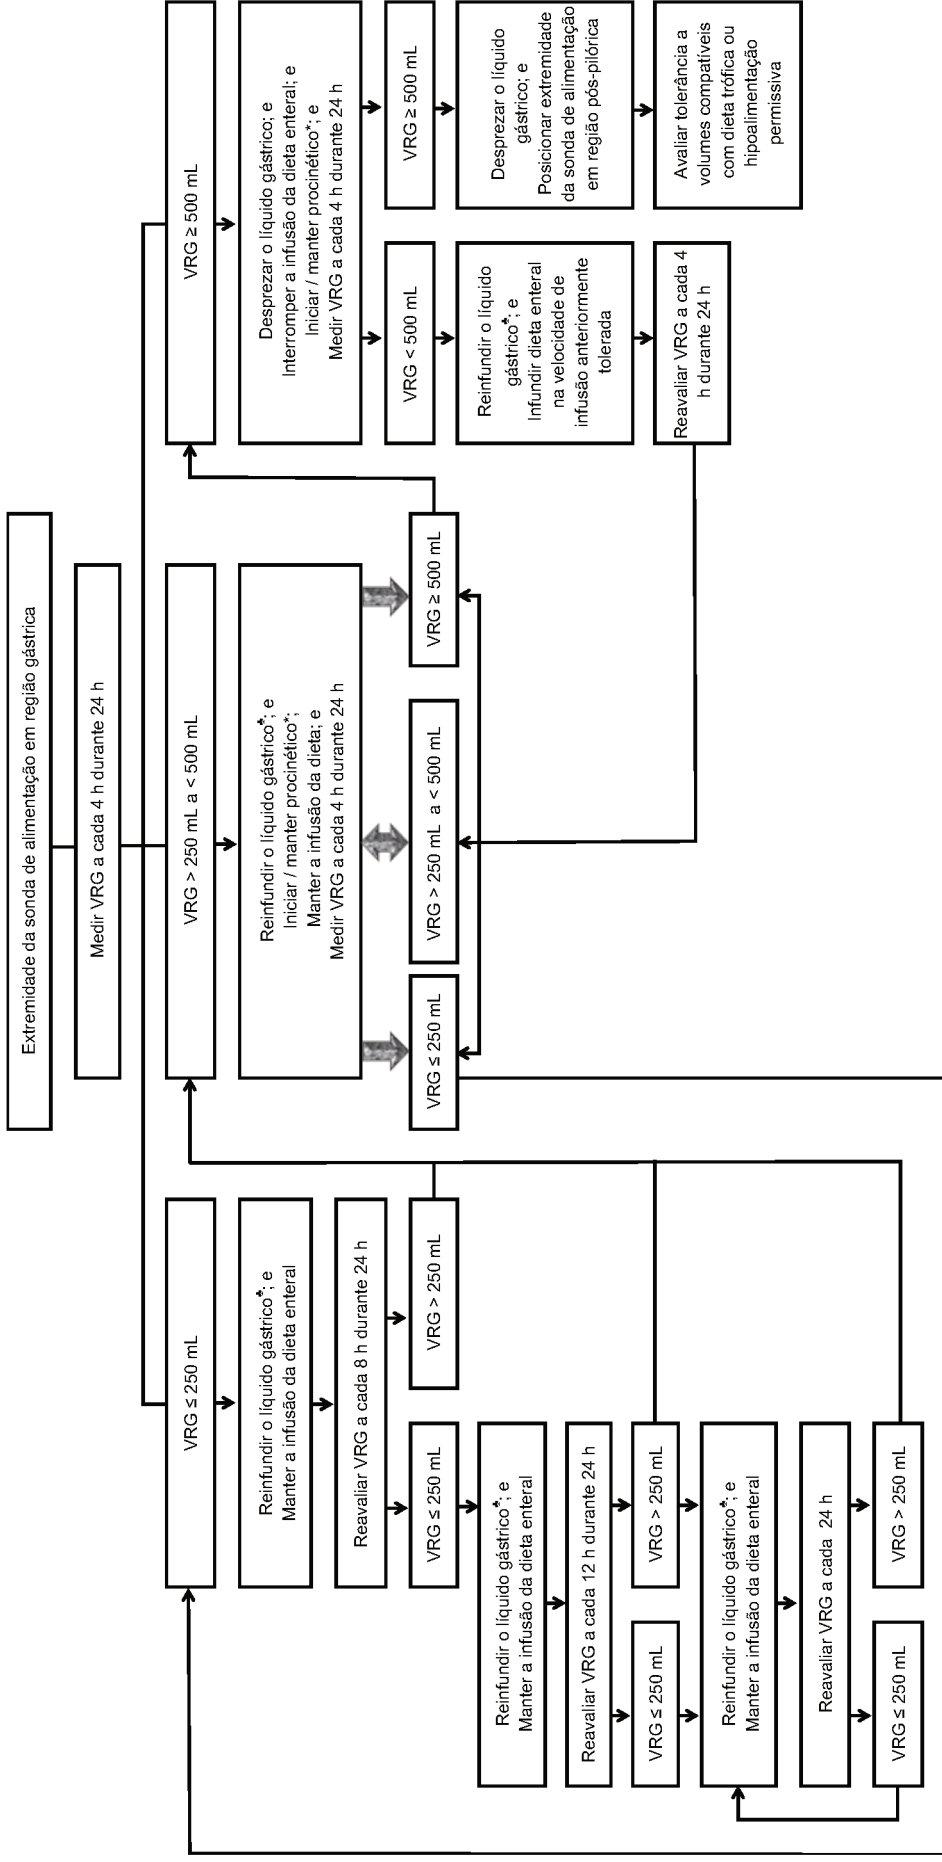 Extremidade da sonda de alimentação em região gástrica
Medir VRG a cada 4 h durante 24 h
VRG ≤ 250 mL
Reinfundir o líquido gástrico♣; e
Manter a infusão da dieta enteral
Reavaliar VRG a cada 8 h durante 24 h
VRG ≤ 250 mL
VRG > 250 mL
Reinfundir o líquido gástrico♣; e
Manter a infusão da dieta enteral
Reavaliar VRG a cada 12 h durante 24 h
VRG ≤ 250 mL
VRG > 250 mL
Reinfundir o líquido gástrico♣; e
Manter a infusão da dieta enteral
Reavaliar VRG a cada 24 h
VRG ≤ 250 mL
VRG > 250 mL
VRG > 250 mL a < 500 mL
Reinfundir o líquido gástrico♣; e
Iniciar / manter procinético*;
Manter a infusão da dieta; e
Medir VRG a cada 4 h durante 24 h
VRG ≤ 250 mL
VRG > 250 mL a < 500 mL
VRG ≥ 500 mL
VRG ≥ 500 mL
Desprezar o líquido gástrico; e
Interromper a infusão da dieta enteral; e
Iniciar / manter procinético*; e
Medir VRG a cada 4 h durante 24 h
VRG < 500 mL
Reinfundir o líquido
gástrico♣; e
Infundir dieta enteral
na velocidade de
infusão anteriormente
tolerada
Reavaliar VRG a cada 4
h durante 24 h
VRG ≥ 500 mL
Desprezar o líquido
gástrico; e
Posicionar extremidade
da sonda de alimentação
em região pós-pilórica
Avaliar tolerância a
volumes compatíveis
com dieta trófica ou
hipoalimentação
permissiva